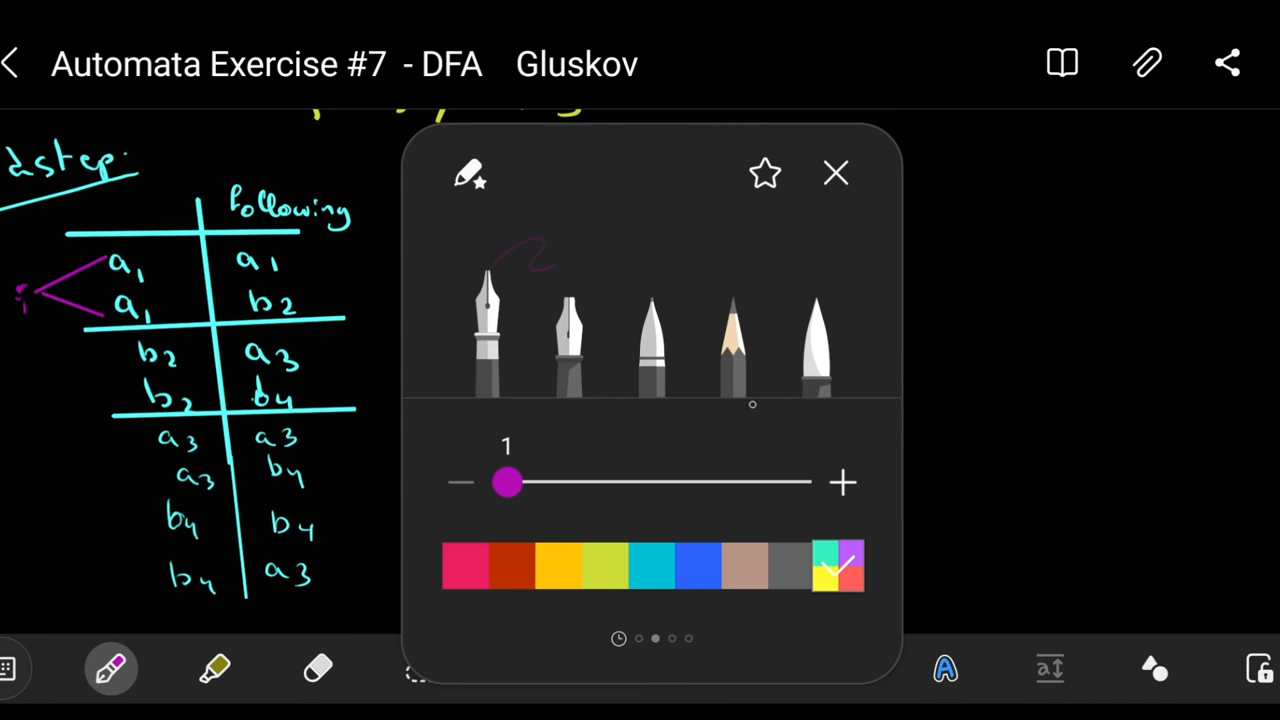 Automata Exercise #7 - DFA Gluskov
2step:
following
a1 a1
a1 b2
b2 a3
b2 b4
a3 a3
a3 b4
b4 b4
b4 a3
1
A
a